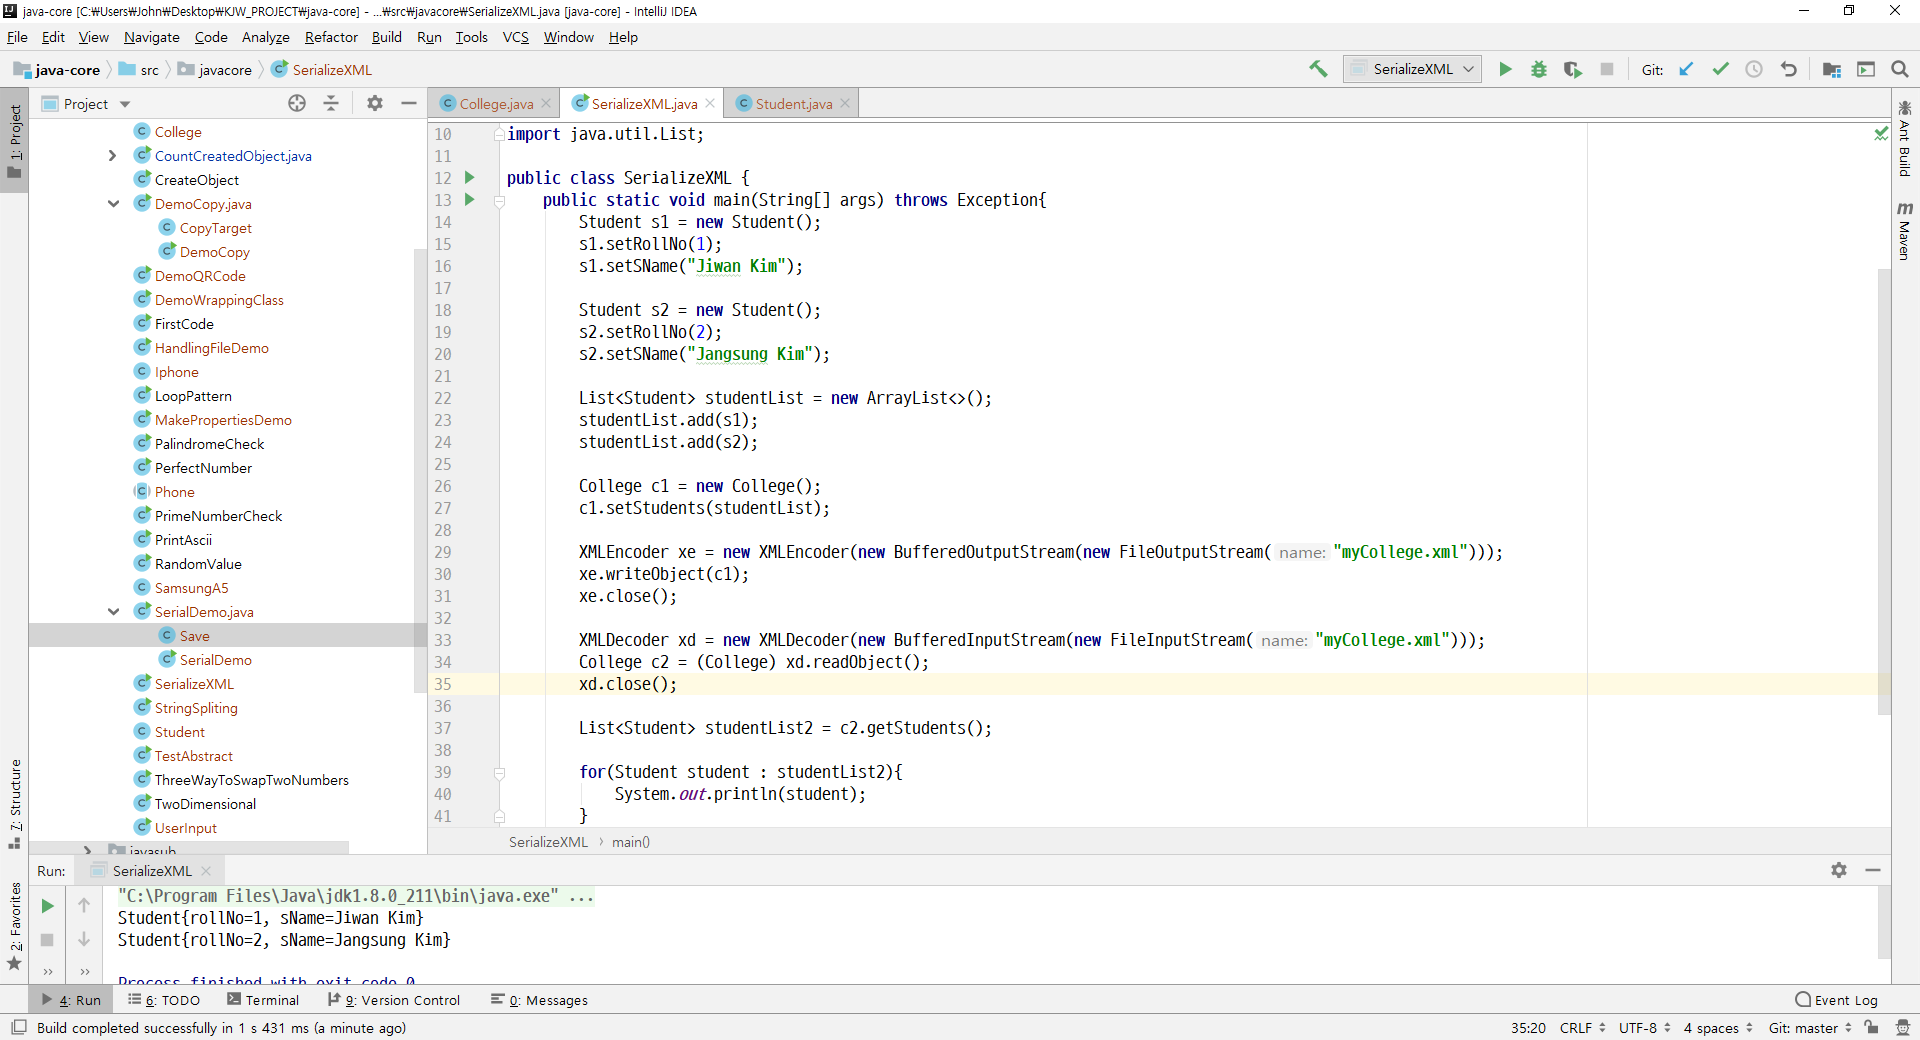 java-core [C:₩Users₩John₩Desktop₩KJW_PROJECT₩java-core] - ...₩src₩javacore₩SerializeXML.java [java-core] - IntelliJ IDEA
File Edit View Navigate Code Analyze Refactor Build Run Tools VCS Window Help
java-core src javacore SerializeXML SerializeXML Git:
Project
College.java SerializeXML.java Student.java
1: Project
7: Structure
2: Favorites
College
CountCreatedObject.java
CreateObject
DemoCopy.java
CopyTarget
DemoCopy
DemoQRCode
DemoWrappingClass
FirstCode
HandlingFileDemo
Iphone
LoopPattern
MakePropertiesDemo
PalindromeCheck
PerfectNumber
Phone
PrimeNumberCheck
PrintAscii
RandomValue
SamsungA5
SerialDemo.java
Save
SerialDemo
SerializeXML
StringSpliting
Student
TestAbstract
ThreeWayToSwapTwoNumbers
TwoDimensional
UserInput
javasub
10 import java.util.List;
11
12 public class SerializeXML {
13 public static void main(String[] args) throws Exception{
14 Student s1 = new Student();
15 s1.setRollNo(1);
16 s1.setSName("Jiwan Kim");
17
18 Student s2 = new Student();
19 s2.setRollNo(2);
20 s2.setSName("Jangsung Kim");
21
22 List<Student> studentList = new ArrayList<>();
23 studentList.add(s1);
24 studentList.add(s2);
25
26 College c1 = new College();
27 c1.setStudents(studentList);
28
29 XMLEncoder xe = new XMLEncoder(new BufferedOutputStream(new FileOutputStream( name: "myCollege.xml")));
30 xe.writeObject(c1);
31 xe.close();
32
33 XMLDecoder xd = new XMLDecoder(new BufferedInputStream(new FileInputStream( name: "myCollege.xml")));
34 College c2 = (College) xd.readObject();
35 xd.close();
36
37 List<Student> studentList2 = c2.getStudents();
38
39 for(Student student : studentList2){
40 System.out.println(student);
41 }
SerializeXML › main()
Ant Build
Maven
Run: SerializeXML
"C:\Program Files\Java\jdk1.8.0_211\bin\java.exe" ...
Student{rollNo=1, sName=Jiwan Kim}
Student{rollNo=2, sName=Jangsung Kim}
Process finished with exit code 0
4: Run 6: TODO Terminal 9: Version Control 0: Messages Event Log
Build completed successfully in 1 s 431 ms (a minute ago) 35:20 CRLF UTF-8 4 spaces Git: master